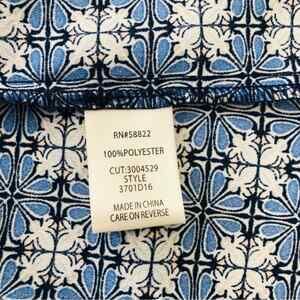 RN#58822
100%POLYESTER
CUT:3004529
STYLE
3701D16
MADE IN CHINA
CARE ON REVERSE